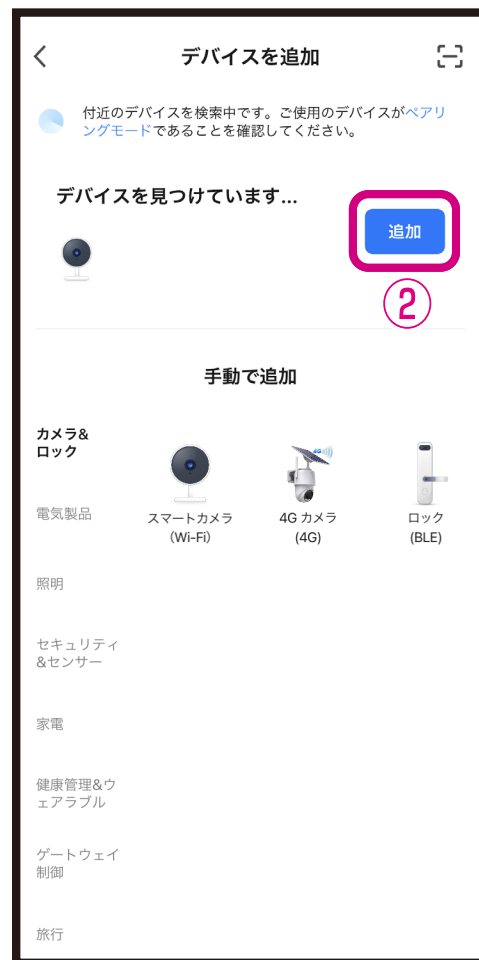 デバイスを追加
付近のデバイスを検索中です。ご使用のデバイスがペアリ
ングモードであることを確認してください。
デバイスを見つけています...
追加
②
手動で追加
カメラ&
ロック
電気製品
照明
セキュリティ
&センサー
家電
健康管理&ウ
ェアラブル
ゲートウェイ
制御
旅行
4G
スマートカメラ
（Wi-Fi）
4G カメラ
(4G)
ロック
(BLE)